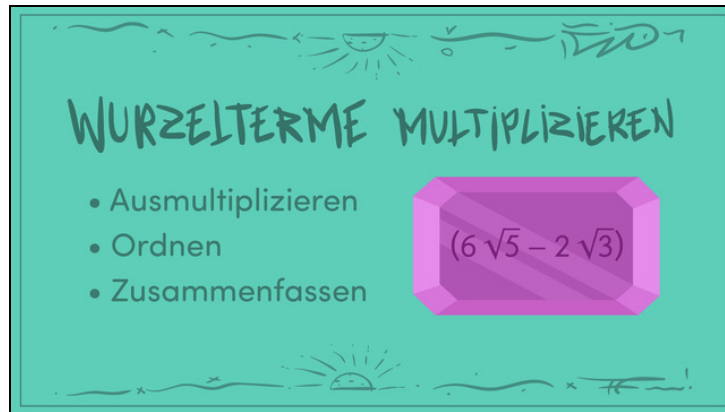 WURZELTERME MULTIPLIZIEREN
• Ausmultiplizieren
• Ordnen
• Zusammenfassen
(6 √5 – 2 √3)